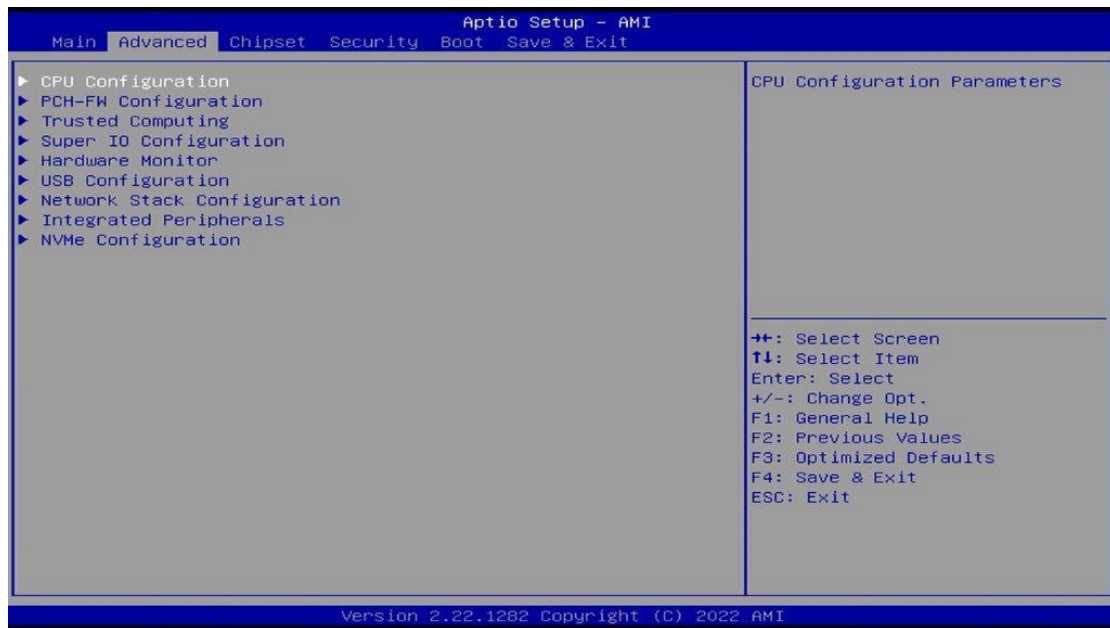 Aptio Setup – AMI
Main Advanced Chipset Security Boot Save & Exit
▶ CPU Configuration
▶ PCH-FW Configuration
▶ Trusted Computing
▶ Super IO Configuration
▶ Hardware Monitor
▶ USB Configuration
▶ Network Stack Configuration
▶ Integrated Peripherals
▶ NVMe Configuration
CPU Configuration Parameters
→←: Select Screen
↑↓: Select Item
Enter: Select
+/-: Change Opt.
F1: General Help
F2: Previous Values
F3: Optimized Defaults
F4: Save & Exit
ESC: Exit
Version 2.22.1282 Copyright (C) 2022 AMI